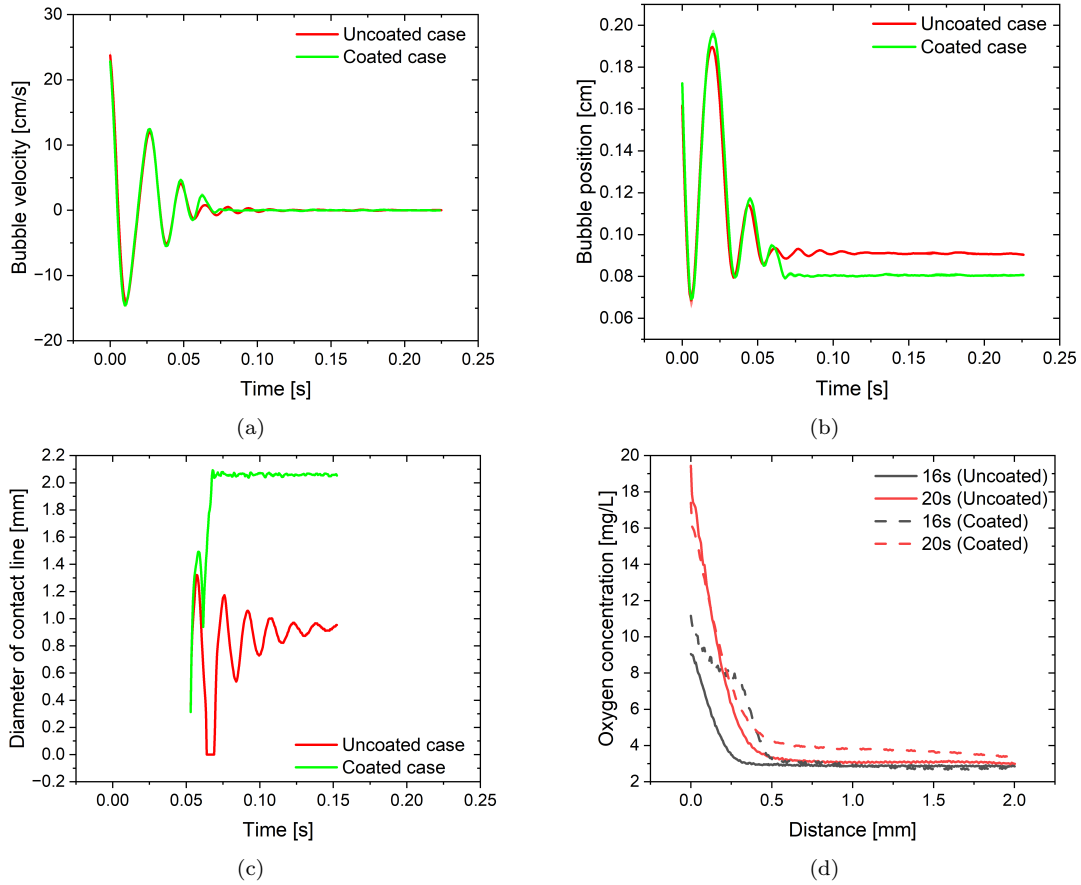 30
20
10
0
−10
−20
Bubble velocity [cm/s]
Uncoated case
Coated case
0.00 0.05 0.10 0.15 0.20 0.25
Time [s]
(a)
0.20
0.18
0.16
0.14
0.12
0.10
0.08
0.06
Bubble position [cm]
Uncoated case
Coated case
0.00 0.05 0.10 0.15 0.20 0.25
Time [s]
(b)
2.2
2.0
1.8
1.6
1.4
1.2
1.0
0.8
0.6
0.4
0.2
0.0
−0.2
Diameter of contact line [mm]
Uncoated case
Coated case
0.00 0.05 0.10 0.15 0.20 0.25
Time [s]
(c)
20
18
16
14
12
10
8
6
4
2
Oxygen concentration [mg/L]
16s (Uncoated)
20s (Uncoated)
16s (Coated)
20s (Coated)
0.0 0.5 1.0 1.5 2.0
Distance [mm]
(d)